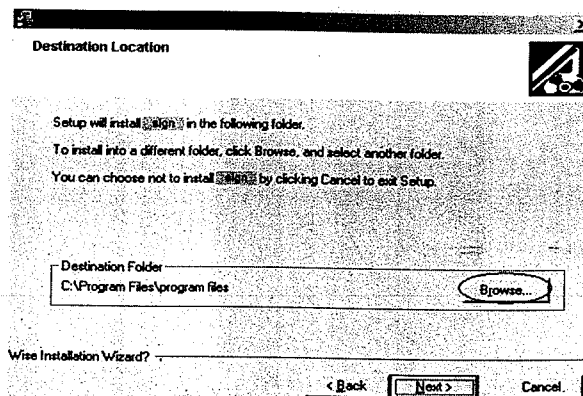 Destination Location
Setup will install sign in the following folder.
To install into a different folder, click Browse, and select another folder.
You can choose not to install by clicking Cancel to exit Setup.
Destination Folder
C:\Program Files\program files
Browse...
Wise Installation Wizard?
< Back
Next >
Cancel